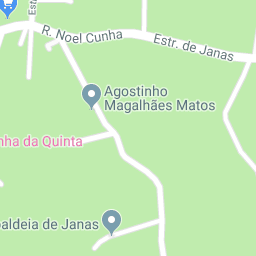 R. Noel Cunha
Estr. de Janas
Agostinho
Magalhães Matos
nha da Quinta
aldeia de Janas